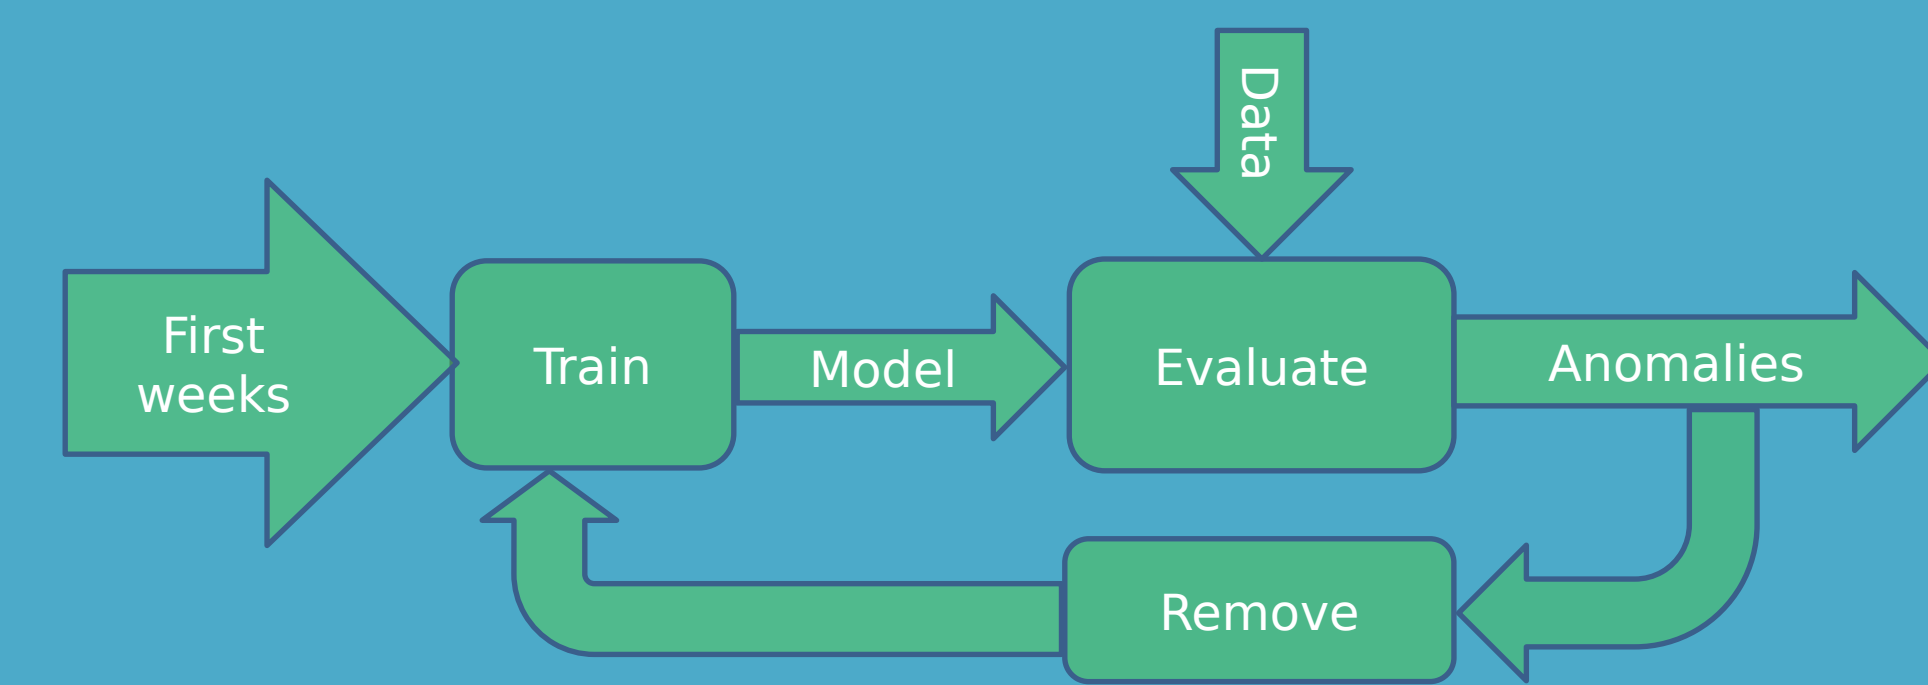 Data
First
weeks
Train
Model
Evaluate
Anomalies
Remove